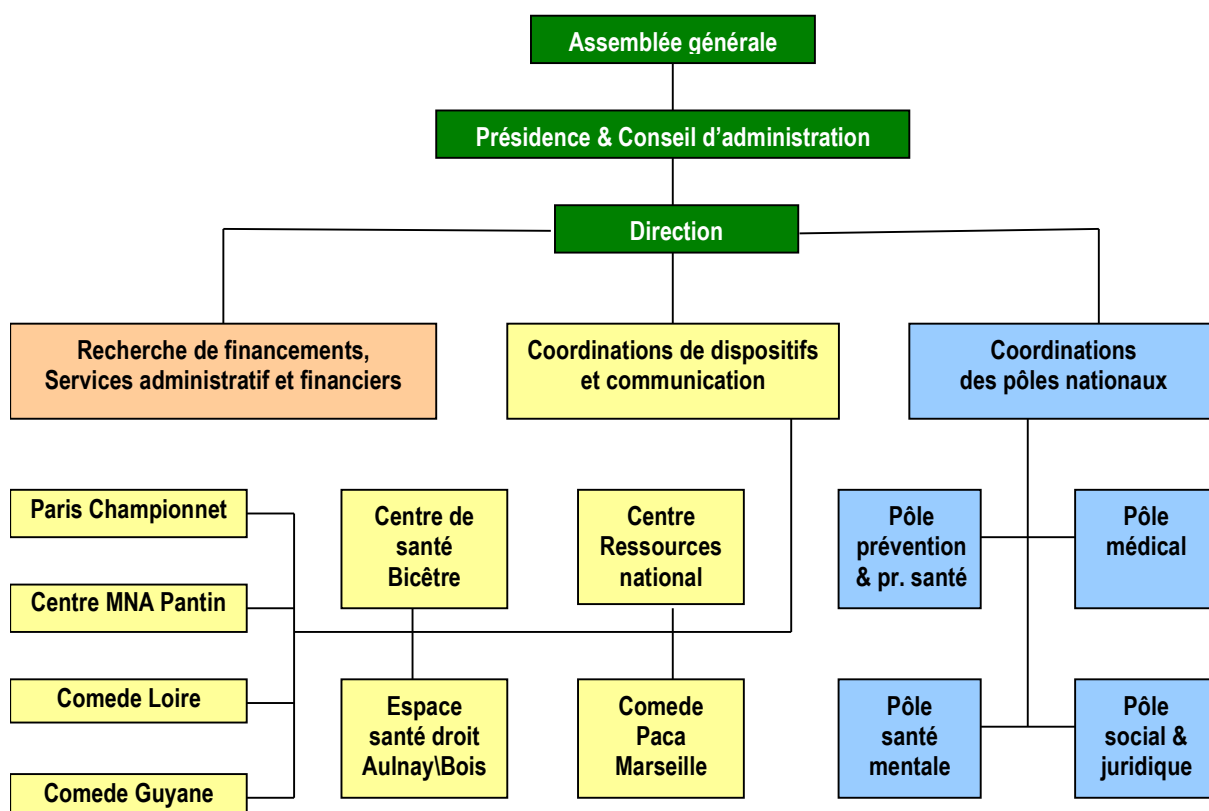 Assemblée générale
Présidence & Conseil d’administration
Direction
Recherche de financements,
Services administratif et financiers
Coordinations de dispositifs
et communication
Coordinations
des pôles nationaux
Paris Championnet
Centre MNA Pantin
Comede Loire
Comede Guyane
Centre de
santé
Bicêtre
Centre
Ressources
national
Espace
santé droit
Aulnay\Bois
Comede
Paca
Marseille
Pôle
prévention
& pr. santé
Pôle
médical
Pôle
santé
mentale
Pôle
social &
juridique